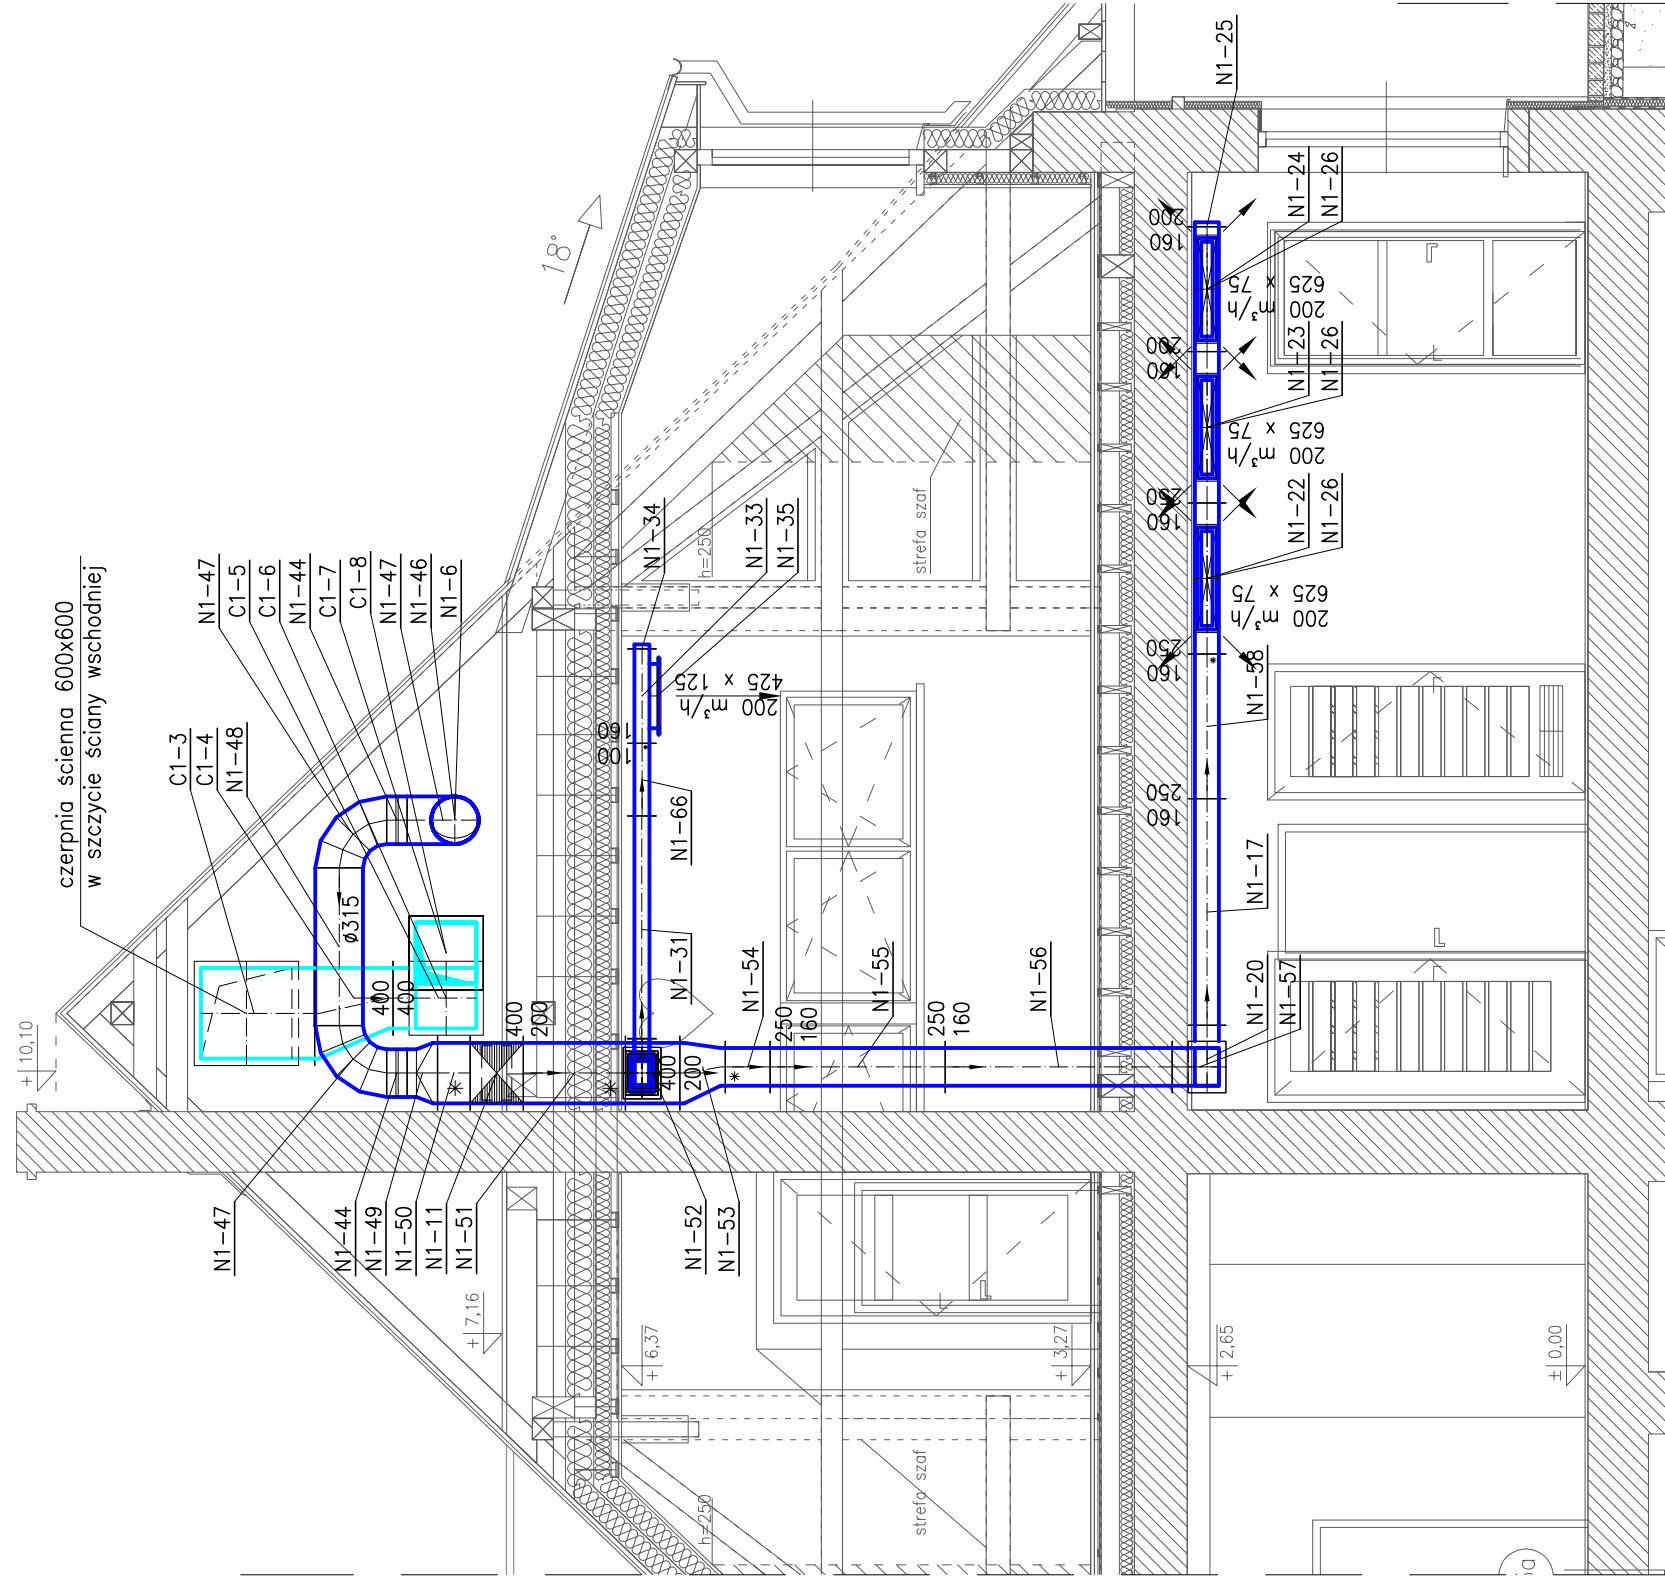 czerpnia ścienna 600x600
w szczycie ściany wschodniej
N1-47
C1-5
C1-6
N1-44
C1-7
C1-8
N1-47
N1-46
N1-6
C1-3
C1-4
N1-48
18°
N1-25
N1-24
N1-26
200
160
625 x 75
200 m³/h
N1-23
N1-26
200
160
625 x 75
200 m³/h
N1-22
N1-26
250
160
625 x 75
200 m³/h
250
160
N1-58
250
160
N1-17
N1-20
N1-57
N1-34
N1-33
N1-35
h=250
strefa szaf
425 x 125
200 m³/h
160
100
N1-66
N1-31
N1-54
N1-55
N1-56
250
160
250
160
ø315
400
400
400
200
400
200
+10,10
N1-47
N1-44
N1-49
N1-50
N1-11
N1-51
N1-52
N1-53
+7,16
+6,37
+3,27
+2,65
±0,00
h=250
strefa szaf